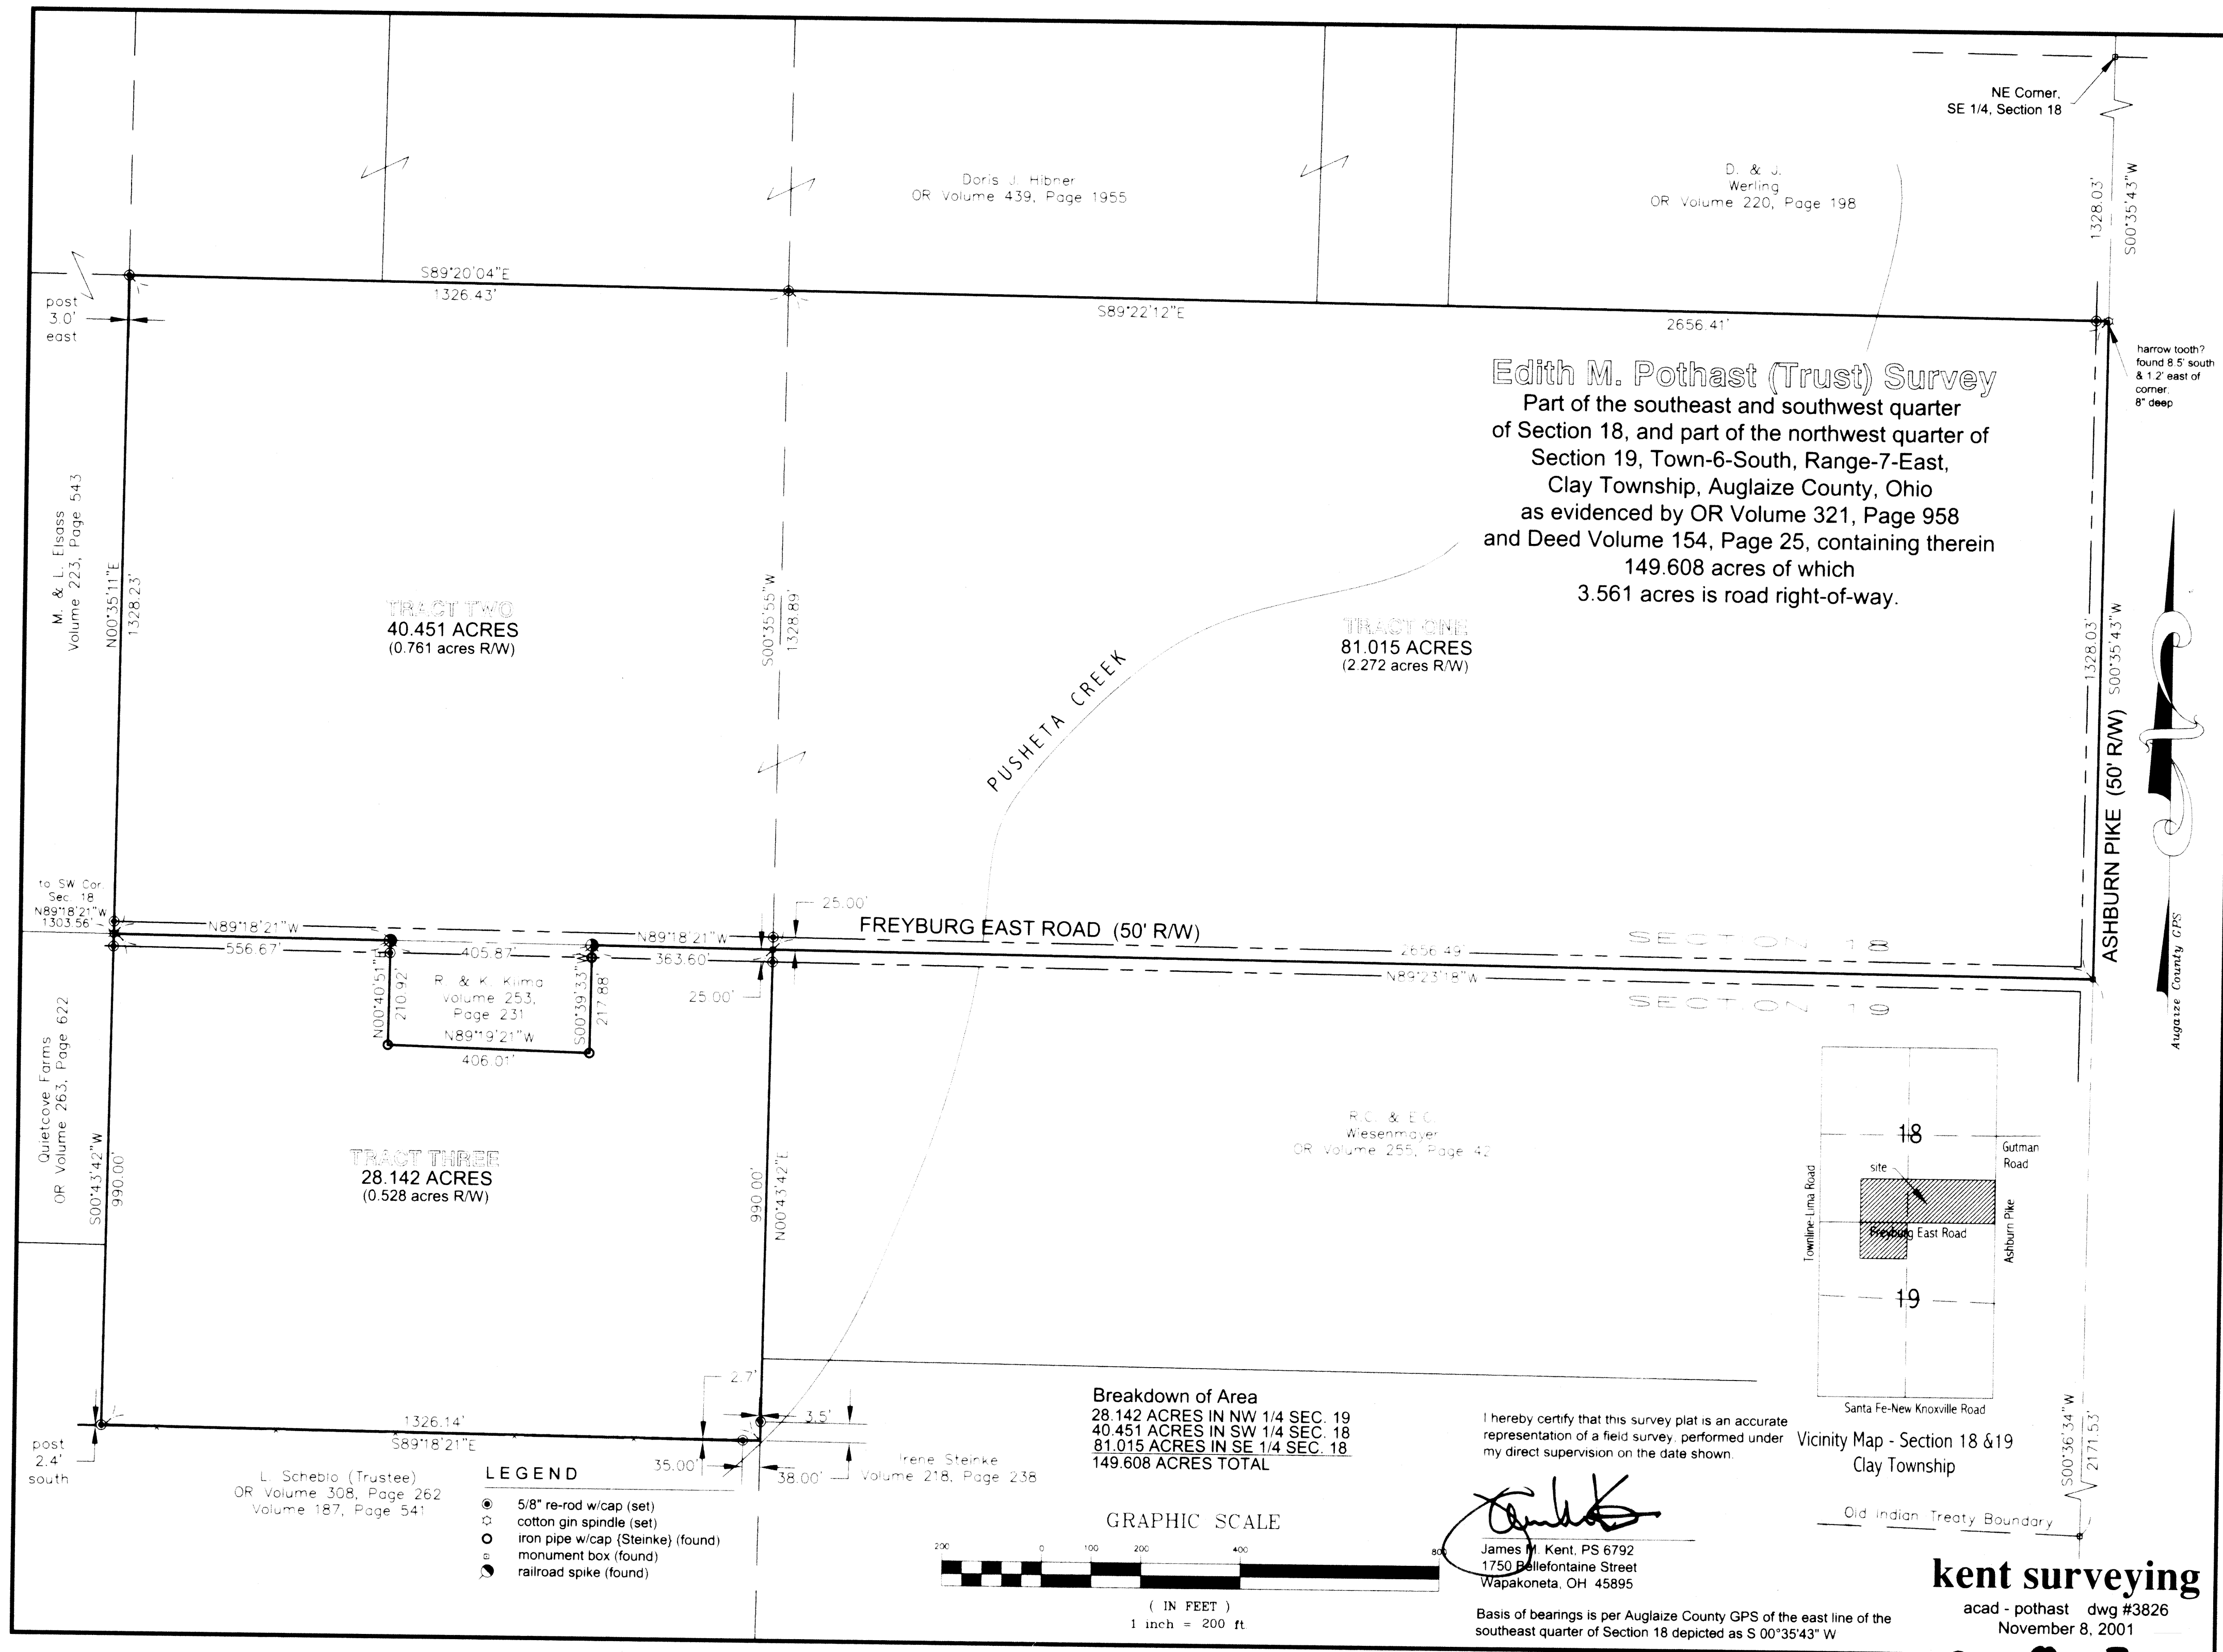 NE Corner,
SE 1/4, Section 18
Doris J. Hibner
OR Volume 439, Page 1955
D. & J.
Werling
OR Volume 220, Page 198
1328.03'
S00°35'43"W
post
3.0'
east
S89°20'04"E
1326.43'
S89°22'12"E
2656.41'
harrow tooth?
found 8.5' south
& 1.2' east of
corner,
8" deep
Edith M. Pothast (Trust) Survey
Part of the southeast and southwest quarter
of Section 18, and part of the northwest quarter of
Section 19, Town-6-South, Range-7-East,
Clay Township, Auglaize County, Ohio
as evidenced by OR Volume 321, Page 958
and Deed Volume 154, Page 25, containing therein
149.608 acres of which
3.561 acres is road right-of-way.
M. & L. Elsass
Volume 223, Page 543
N00°35'11"E
1328.23'
TRACT TWO
40.451 ACRES
(0.761 acres R/W)
S00°35'55"W
1328.89'
TRACT ONE
81.015 ACRES
(2.272 acres R/W)
PUSHETA CREEK
1328.03'
S00°35'43"W
ASHBURN PIKE (50' R/W)
Augaize County GPS
to SW Cor.
Sec. 18
N89°18'21"W
1303.56'
N89°18'21"W
556.67'
405.87'
N89°18'21"W
363.60'
25.00'
25.00'
FREYBURG EAST ROAD (50' R/W)
2656.49'
N89°23'18"W
SECTION 18
SECTION 19
N00°40'51"E
210.92'
R. & K. Klima
Volume 253,
Page 231
N89°19'21"W
406.01'
S00°39'33"W
217.88'
Quietcove Farms
OR Volume 263, Page 622
S00°43'42"W
990.00'
TRACT THREE
28.142 ACRES
(0.528 acres R/W)
990.00'
N00°43'42"E
R.C. & E.C.
Wiesenmayer
OR Volume 255, Page 42
18
Gutman
Road
site
Townline-Lima Road
Freyburg East Road
Ashburn Pike
19
Santa Fe-New Knoxville Road
Vicinity Map - Section 18 &19
Clay Township
S00°36'34"W
2171.53'
Old Indian Treaty Boundary
post
2.4'
south
1326.14'
S89°18'21"E
2.7'
3.5'
35.00'
38.00'
L. Schebio (Trustee)
OR Volume 308, Page 262
Volume 187, Page 541
Irene Steinke
Volume 218, Page 238
LEGEND
5/8" re-rod w/cap (set)
cotton gin spindle (set)
iron pipe w/cap {Steinke} (found)
monument box (found)
railroad spike (found)
Breakdown of Area
28.142 ACRES IN NW 1/4 SEC. 19
40.451 ACRES IN SW 1/4 SEC. 18
81.015 ACRES IN SE 1/4 SEC. 18
149.608 ACRES TOTAL
GRAPHIC SCALE
200 0 100 200 400 800
( IN FEET )
1 inch = 200 ft.
I hereby certify that this survey plat is an accurate
representation of a field survey, performed under
my direct supervision on the date shown.
James M. Kent, PS 6792
1750 Bellefontaine Street
Wapakoneta, OH 45895
Basis of bearings is per Auglaize County GPS of the east line of the
southeast quarter of Section 18 depicted as S 00°35'43" W
kent surveying
acad - pothast dwg #3826
November 8, 2001